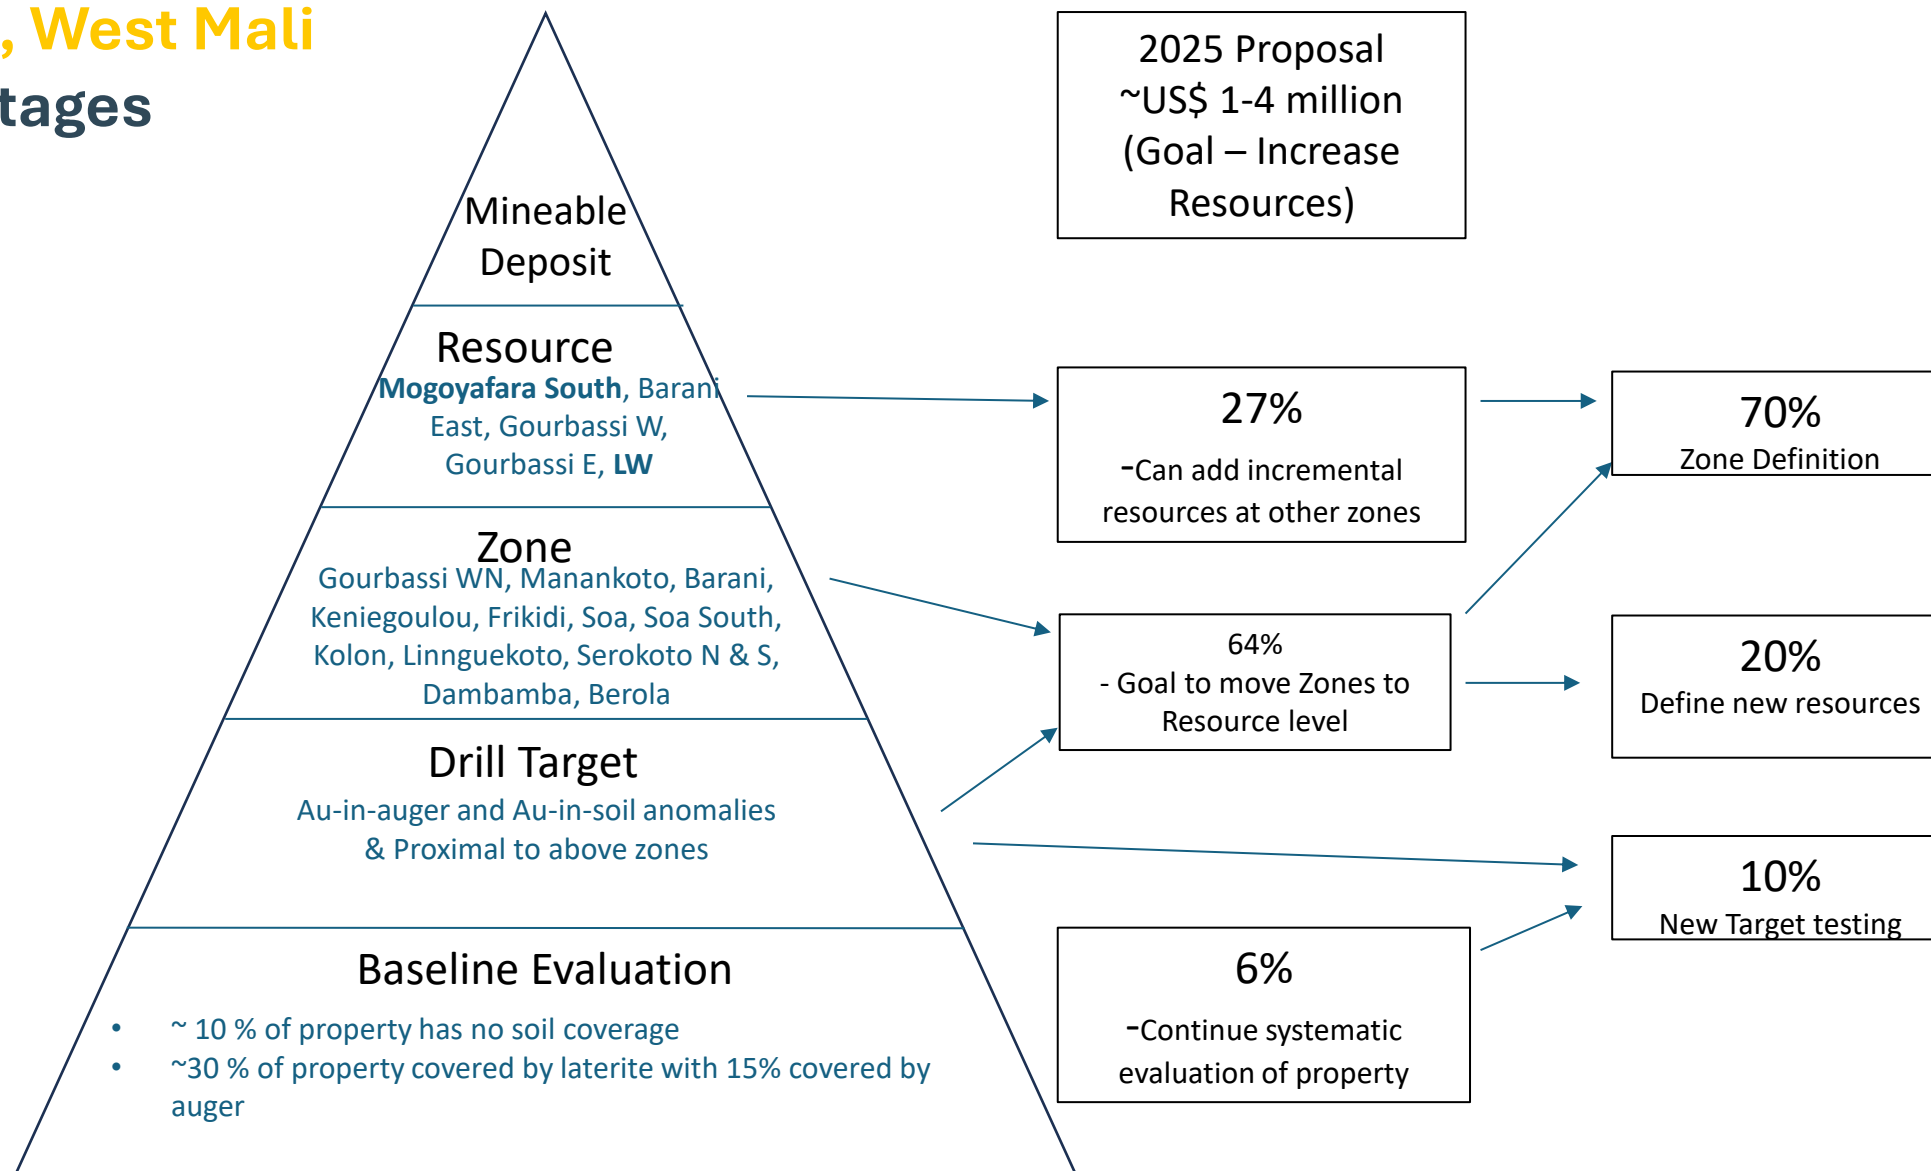 , West Mali
tages
2025 Proposal
~US$ 1-4 million
(Goal – Increase
Resources)
Mineable
Deposit
Resource
Mogoyafara South, Barani
East, Gourbassi W,
Gourbassi E, LW
27%
-Can add incremental
resources at other zones
70%
Zone Definition
Zone
Gourbassi WN, Manankoto, Barani,
Keniegoulou, Frikidi, Soa, Soa South,
Kolon, Linnguekoto, Serokoto N & S,
Dambamba, Berola
64%
- Goal to move Zones to
Resource level
20%
Define new resources
Drill Target
Au-in-auger and Au-in-soil anomalies
& Proximal to above zones
10%
New Target testing
Baseline Evaluation
• ~ 10 % of property has no soil coverage
• ~30 % of property covered by laterite with 15% covered by
auger
6%
-Continue systematic
evaluation of property